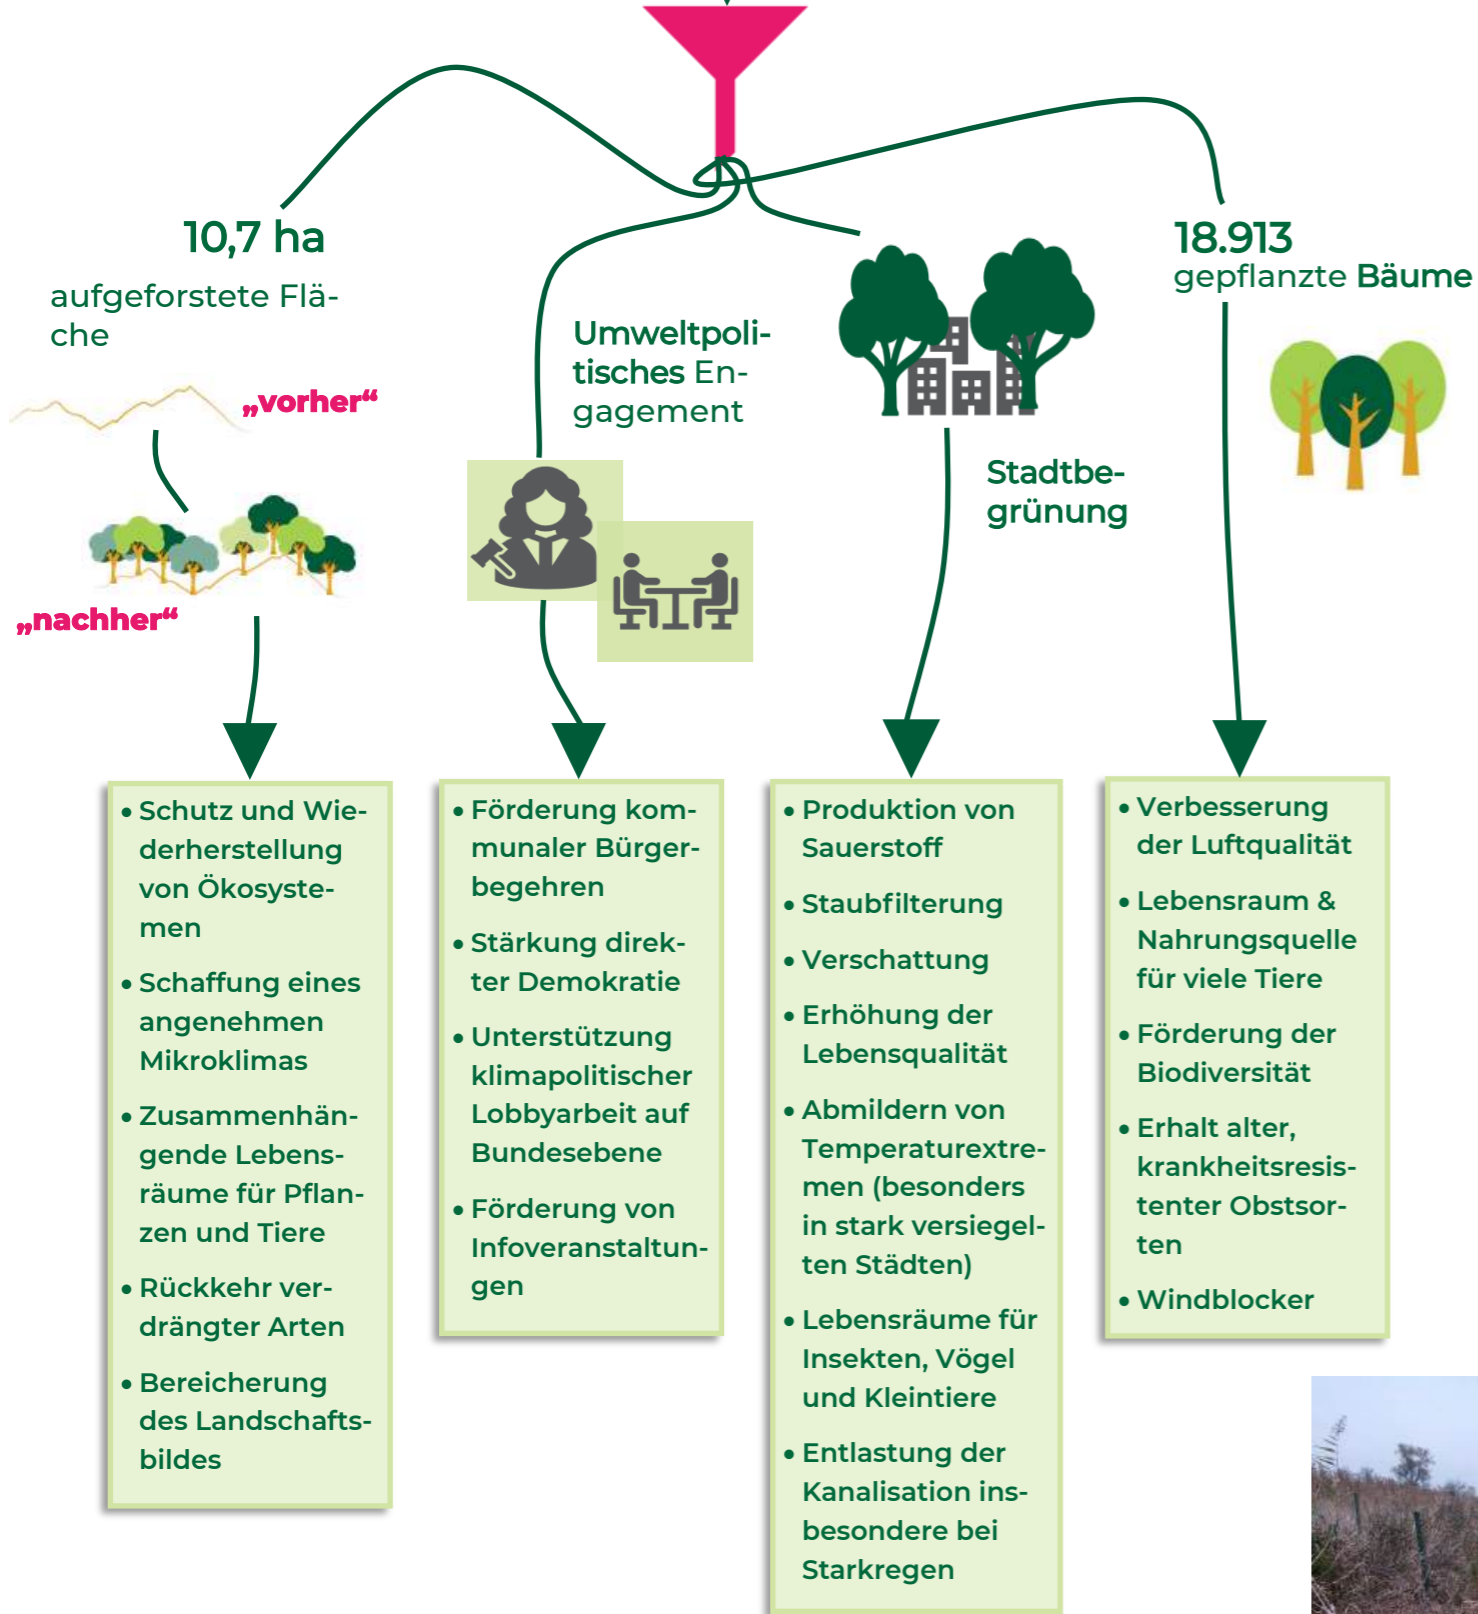 10,7 ha
aufgeforstete Flä-
che
„vorher“
„nachher“
Umweltpoli-
tisches En-
gagement
Stadtbe-
grünung
18.913
gepflanzte Bäume
• Schutz und Wie-
derherstellung
von Ökosyste-
men
• Schaffung eines
angenehmen
Mikroklimas
• Zusammenhän-
gende Lebens-
räume für Pflan-
zen und Tiere
• Rückkehr ver-
drängter Arten
• Bereicherung
des Landschafts-
bildes
• Förderung kom-
munaler Bürger-
begehren
• Stärkung direk-
ter Demokratie
• Unterstützung
klimapolitischer
Lobbyarbeit auf
Bundesebene
• Förderung von
Infoveranstaltun-
gen
• Produktion von
Sauerstoff
• Staubfilterung
• Verschattung
• Erhöhung der
Lebensqualität
• Abmildern von
Temperaturextre-
men (besonders
in stark versiegel-
ten Städten)
• Lebensräume für
Insekten, Vögel
und Kleintiere
• Entlastung der
Kanalisation ins-
besondere bei
Starkregen
• Verbesserung
der Luftqualität
• Lebensraum &
Nahrungsquelle
für viele Tiere
• Förderung der
Biodiversität
• Erhalt alter,
krankheitsresis-
tenter Obstsor-
ten
• Windblocker